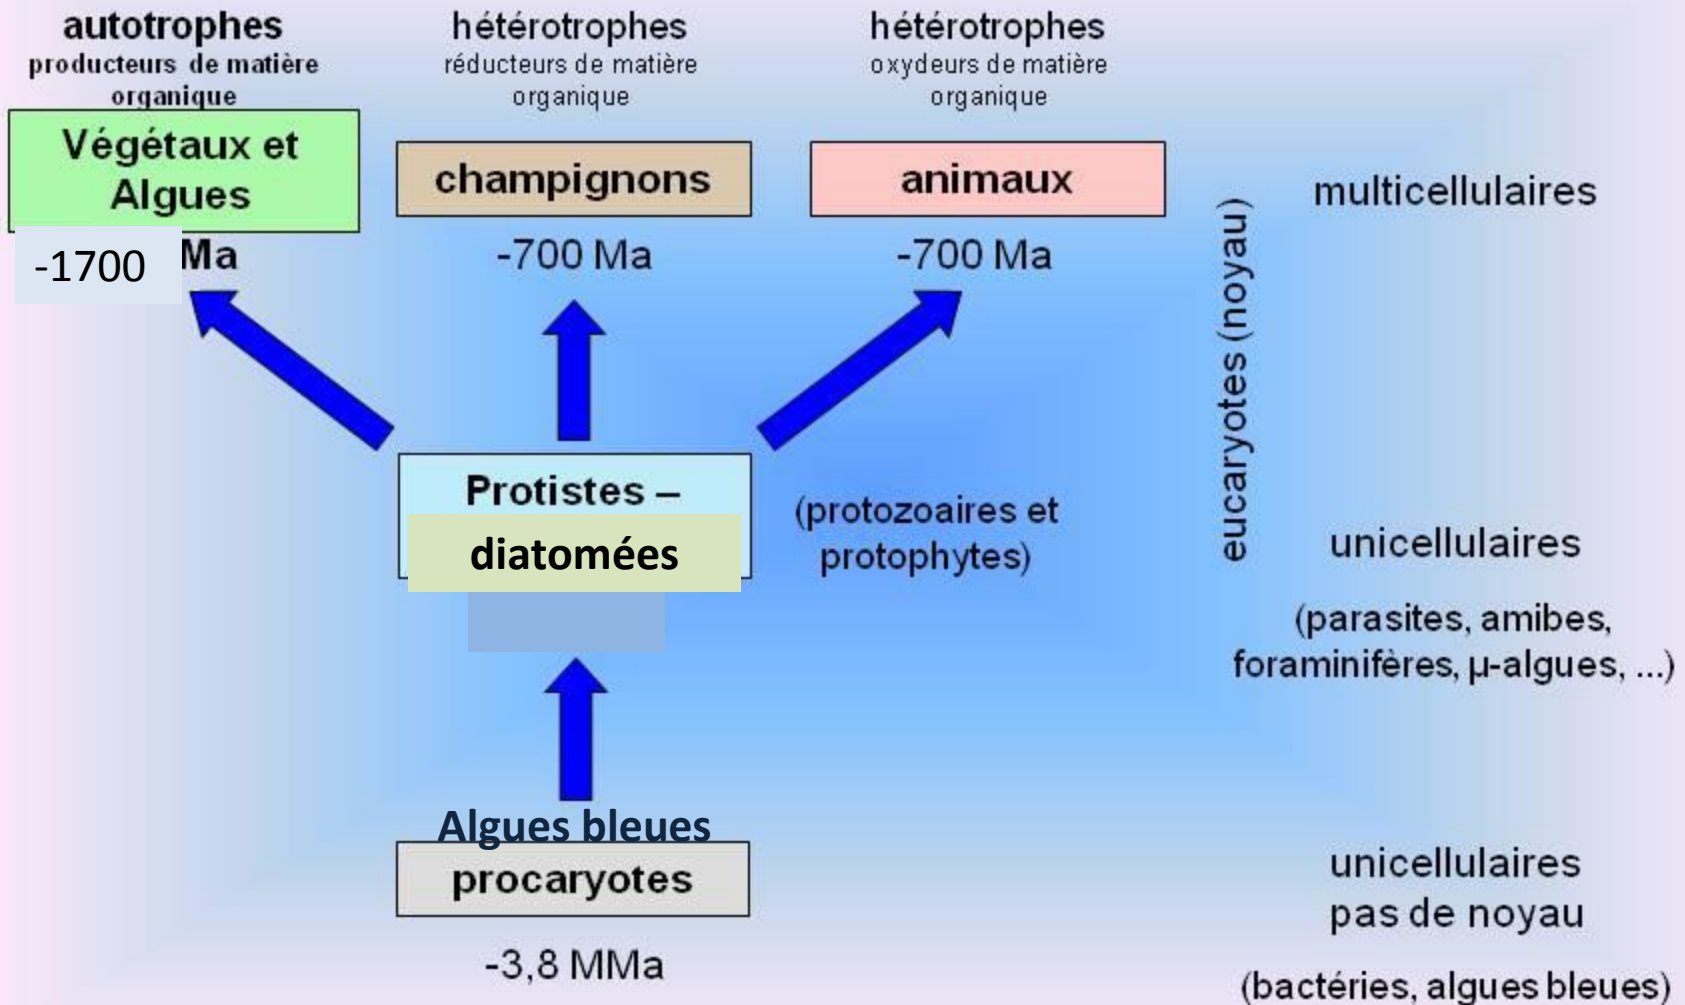 autotrophes
producteurs de matière
organique
hétérotrophes
réducteurs de matière
organique
hétérotrophes
oxydeurs de matière
organique
Végétaux et
Algues
champignons
animaux
multicellulaires
-1700 Ma
-700 Ma
-700 Ma
eucaryotes (noyau)
Protistes –
diatomées
(protozoaires et
protophytes)
unicellulaires
(parasites, amibes,
foraminifères, µ-algues, ...)
Algues bleues
procaryotes
-3,8 MMa
unicellulaires
pas de noyau
(bactéries, algues bleues)